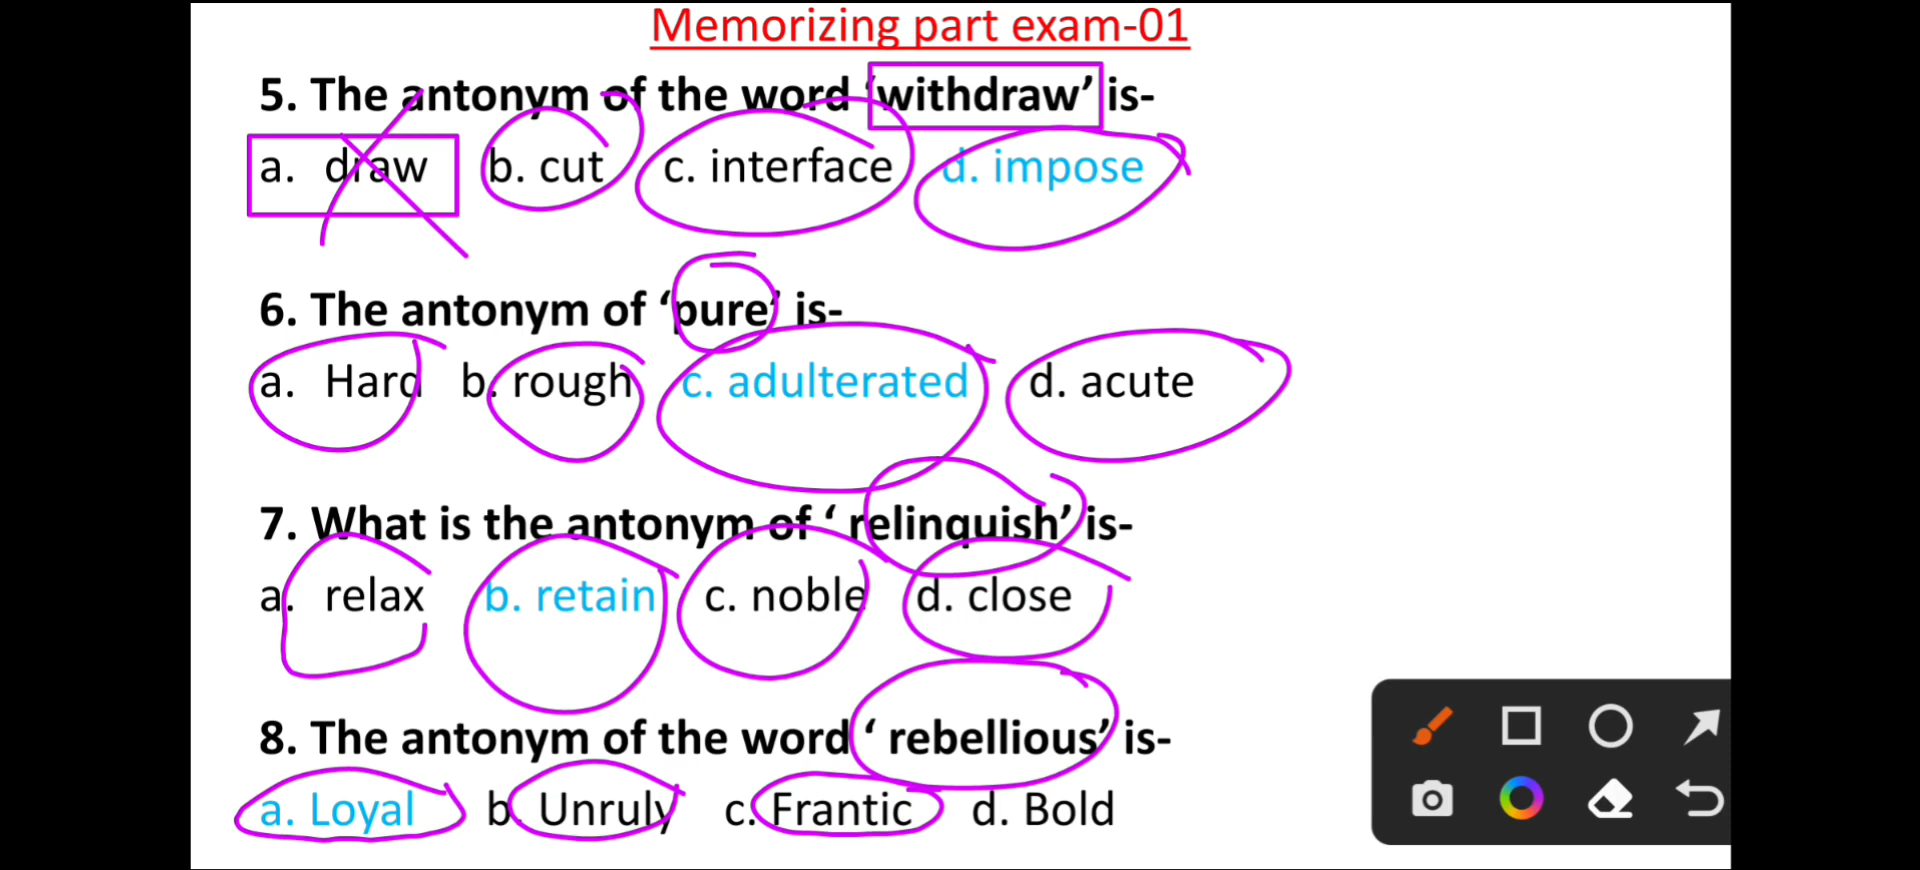 Memorizing part exam-01
5. The antonym of the word ‘withdraw’ is-
a. draw b. cut c. interface d. impose
6. The antonym of ‘pure’ is-
a. Hard b. rough c. adulterated d. acute
7. What is the antonym of ‘ relinquish’ is-
a. relax b. retain c. noble d. close
8. The antonym of the word ‘ rebellious’ is-
a. Loyal b. Unruly c. Frantic d. Bold